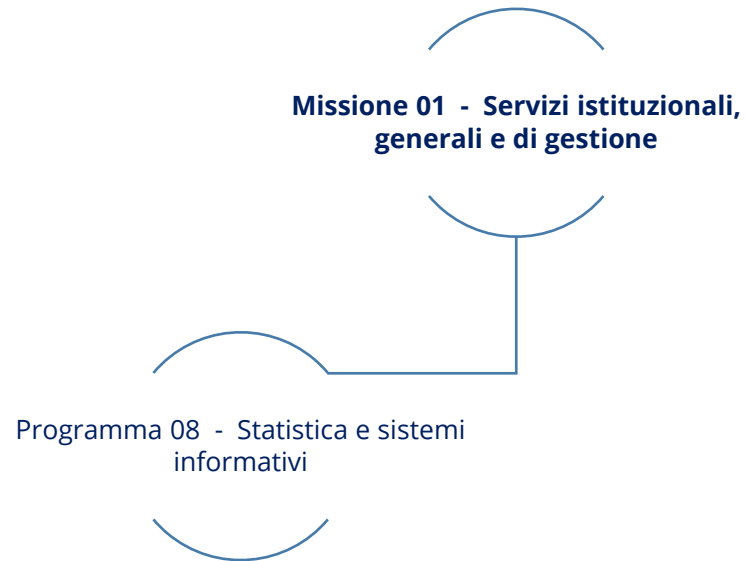 Missione 01 - Servizi istituzionali,
generali e di gestione
Programma 08 - Statistica e sistemi
informativi